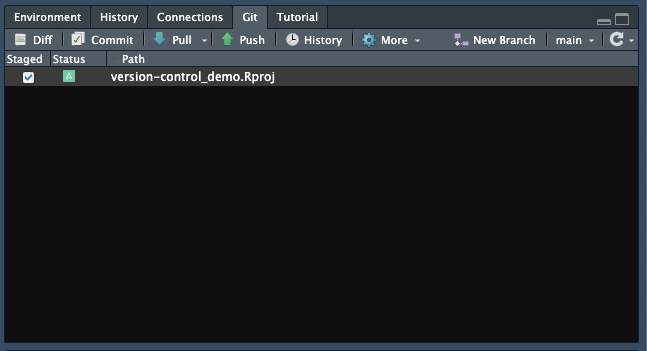 Environment History Connections Git Tutorial
Diff Commit Pull Push History More New Branch main
Staged Status Path
A version-control_demo.Rproj